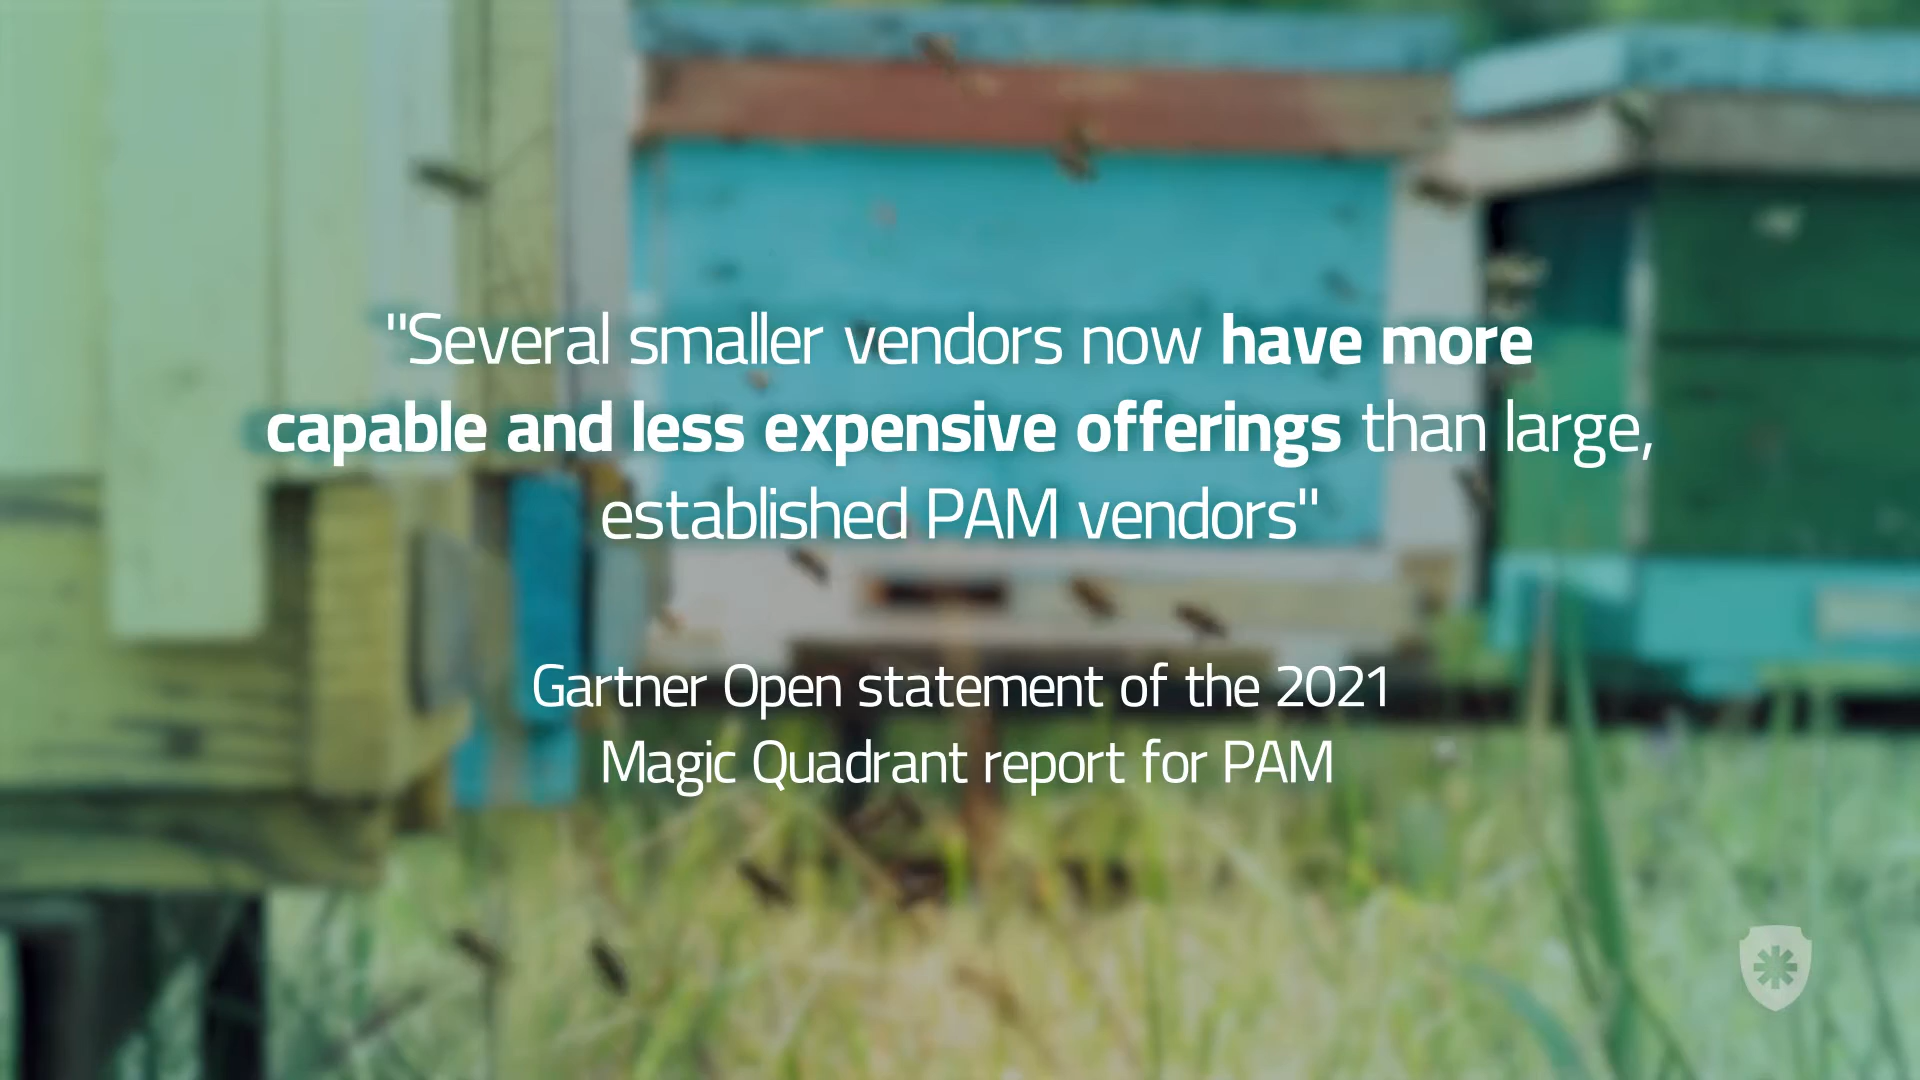 "Several smaller vendors now have more
capable and less expensive offerings than large,
established PAM vendors"
Gartner Open statement of the 2021
Magic Quadrant report for PAM